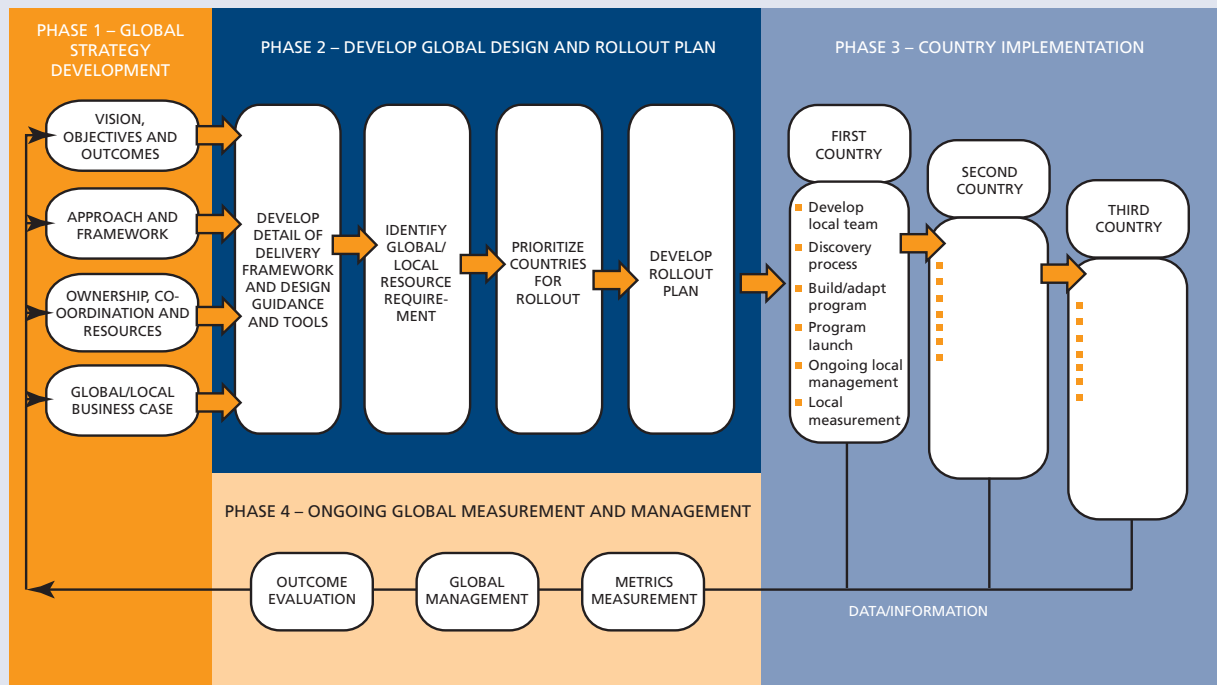 PHASE 1 – GLOBAL
STRATEGY
DEVELOPMENT
VISION,
OBJECTIVES AND
OUTCOMES
APPROACH AND
FRAMEWORK
OWNERSHIP, CO-
OORDINATION AND
RESOURCES
GLOBAL/LOCAL
BUSINESS CASE
PHASE 2 – DEVELOP GLOBAL DESIGN AND ROLLOUT PLAN
DEVELOP
DETAIL OF
DELIVERY
FRAMEWORK
AND DESIGN
GUIDANCE
AND TOOLS
IDENTIFY
GLOBAL/
LOCAL
RESOURCE
REQUIRE-
MENT
PRIORITIZE
COUNTRIES
FOR
ROLLOUT
DEVELOP
ROLLOUT
PLAN
PHASE 3 – COUNTRY IMPLEMENTATION
FIRST
COUNTRY
Develop
local team
Discovery
process
Build/adapt
program
Program
launch
Ongoing local
management
Local
measurement
SECOND
COUNTRY
THIRD
COUNTRY
PHASE 4 – ONGOING GLOBAL MEASUREMENT AND MANAGEMENT
OUTCOME
EVALUATION
GLOBAL
MANAGEMENT
METRICS
MEASUREMENT
DATA/INFORMATION